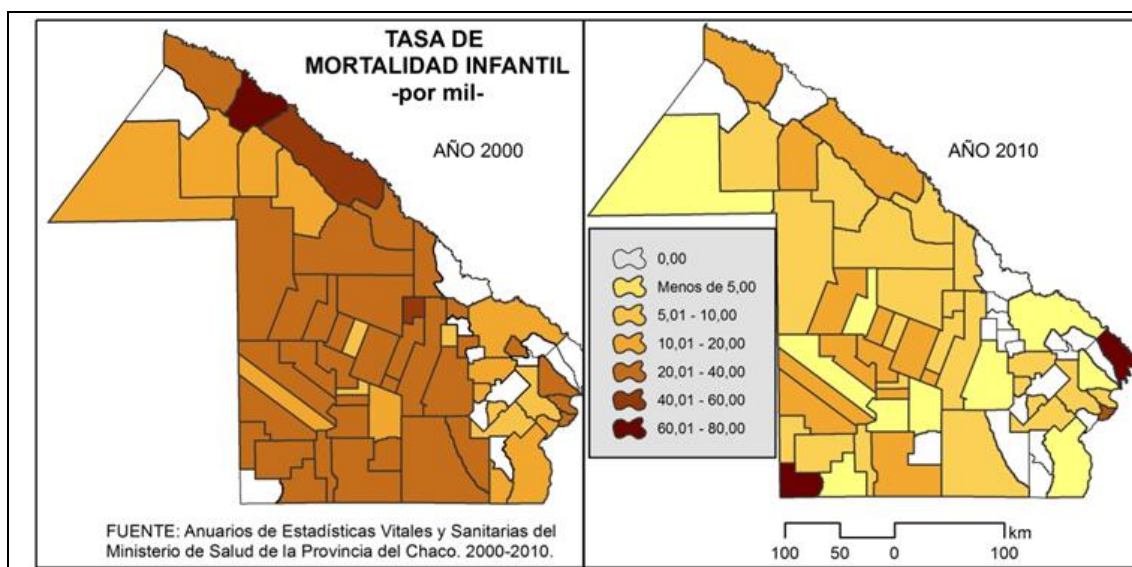 TASA DE
MORTALIDAD INFANTIL
-por mil-
AÑO 2000
FUENTE: Anuarios de Estadísticas Vitales y Sanitarias del
Ministerio de Salud de la Provincia del Chaco. 2000-2010.
AÑO 2010
0,00
Menos de 5,00
5,01 - 10,00
10,01 - 20,00
20,01 - 40,00
40,01 - 60,00
60,01 - 80,00
km
100 50 0 100